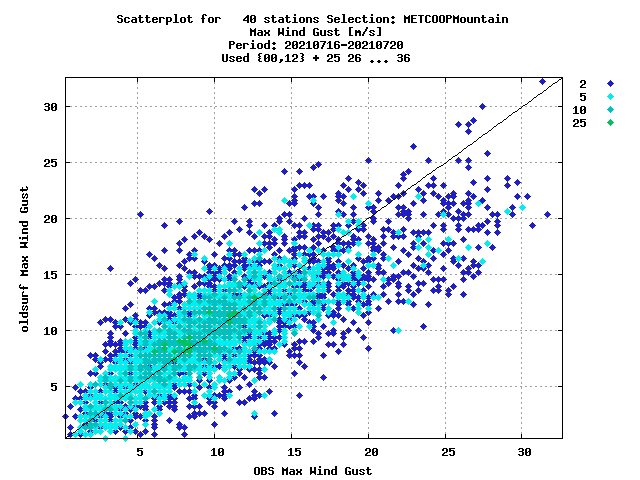 Scatterplot for   40 stations Selection: METCOOPMountain
Max Wind Gust [m/s]
Period: 20210716-20210720
Used {00,12} + 25 26 ... 36
2
5
10
25
30
25
20
15
10
5
oldsurf Max Wind Gust
5 10 15 20 25 30
OBS Max Wind Gust